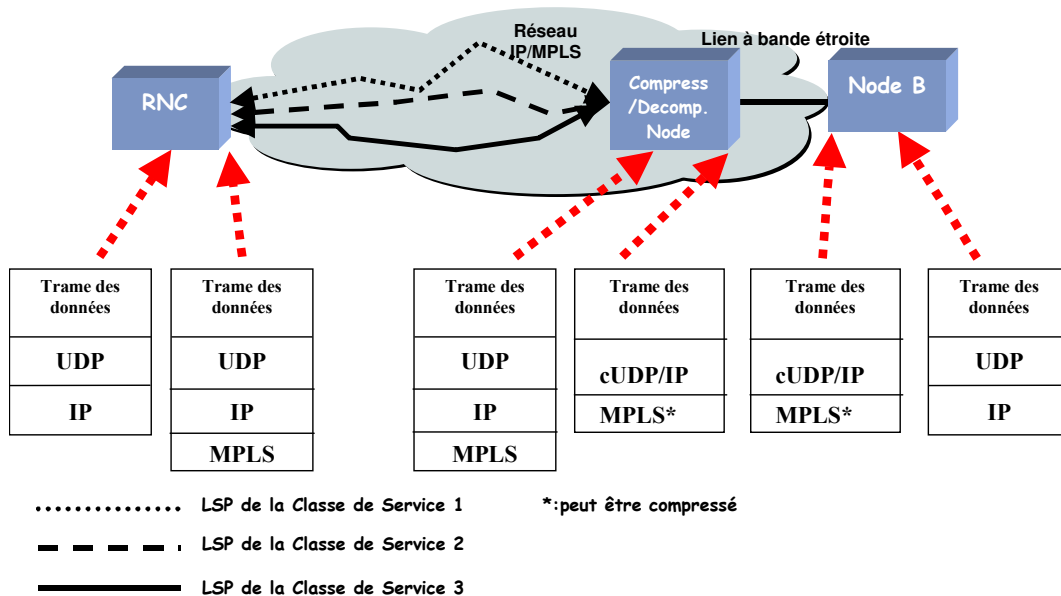 Réseau
IP/MPLS
Lien à bande étroite
RNC
Compress
/Decomp.
Node
Node B
Trame des
données
UDP
IP
Trame des
données
UDP
IP
MPLS
Trame des
données
UDP
IP
MPLS
Trame des
données
cUDP/IP
MPLS*
Trame des
données
cUDP/IP
MPLS*
Trame des
données
UDP
IP
LSP de la Classe de Service 1
*:peut être compressé
LSP de la Classe de Service 2
LSP de la Classe de Service 3